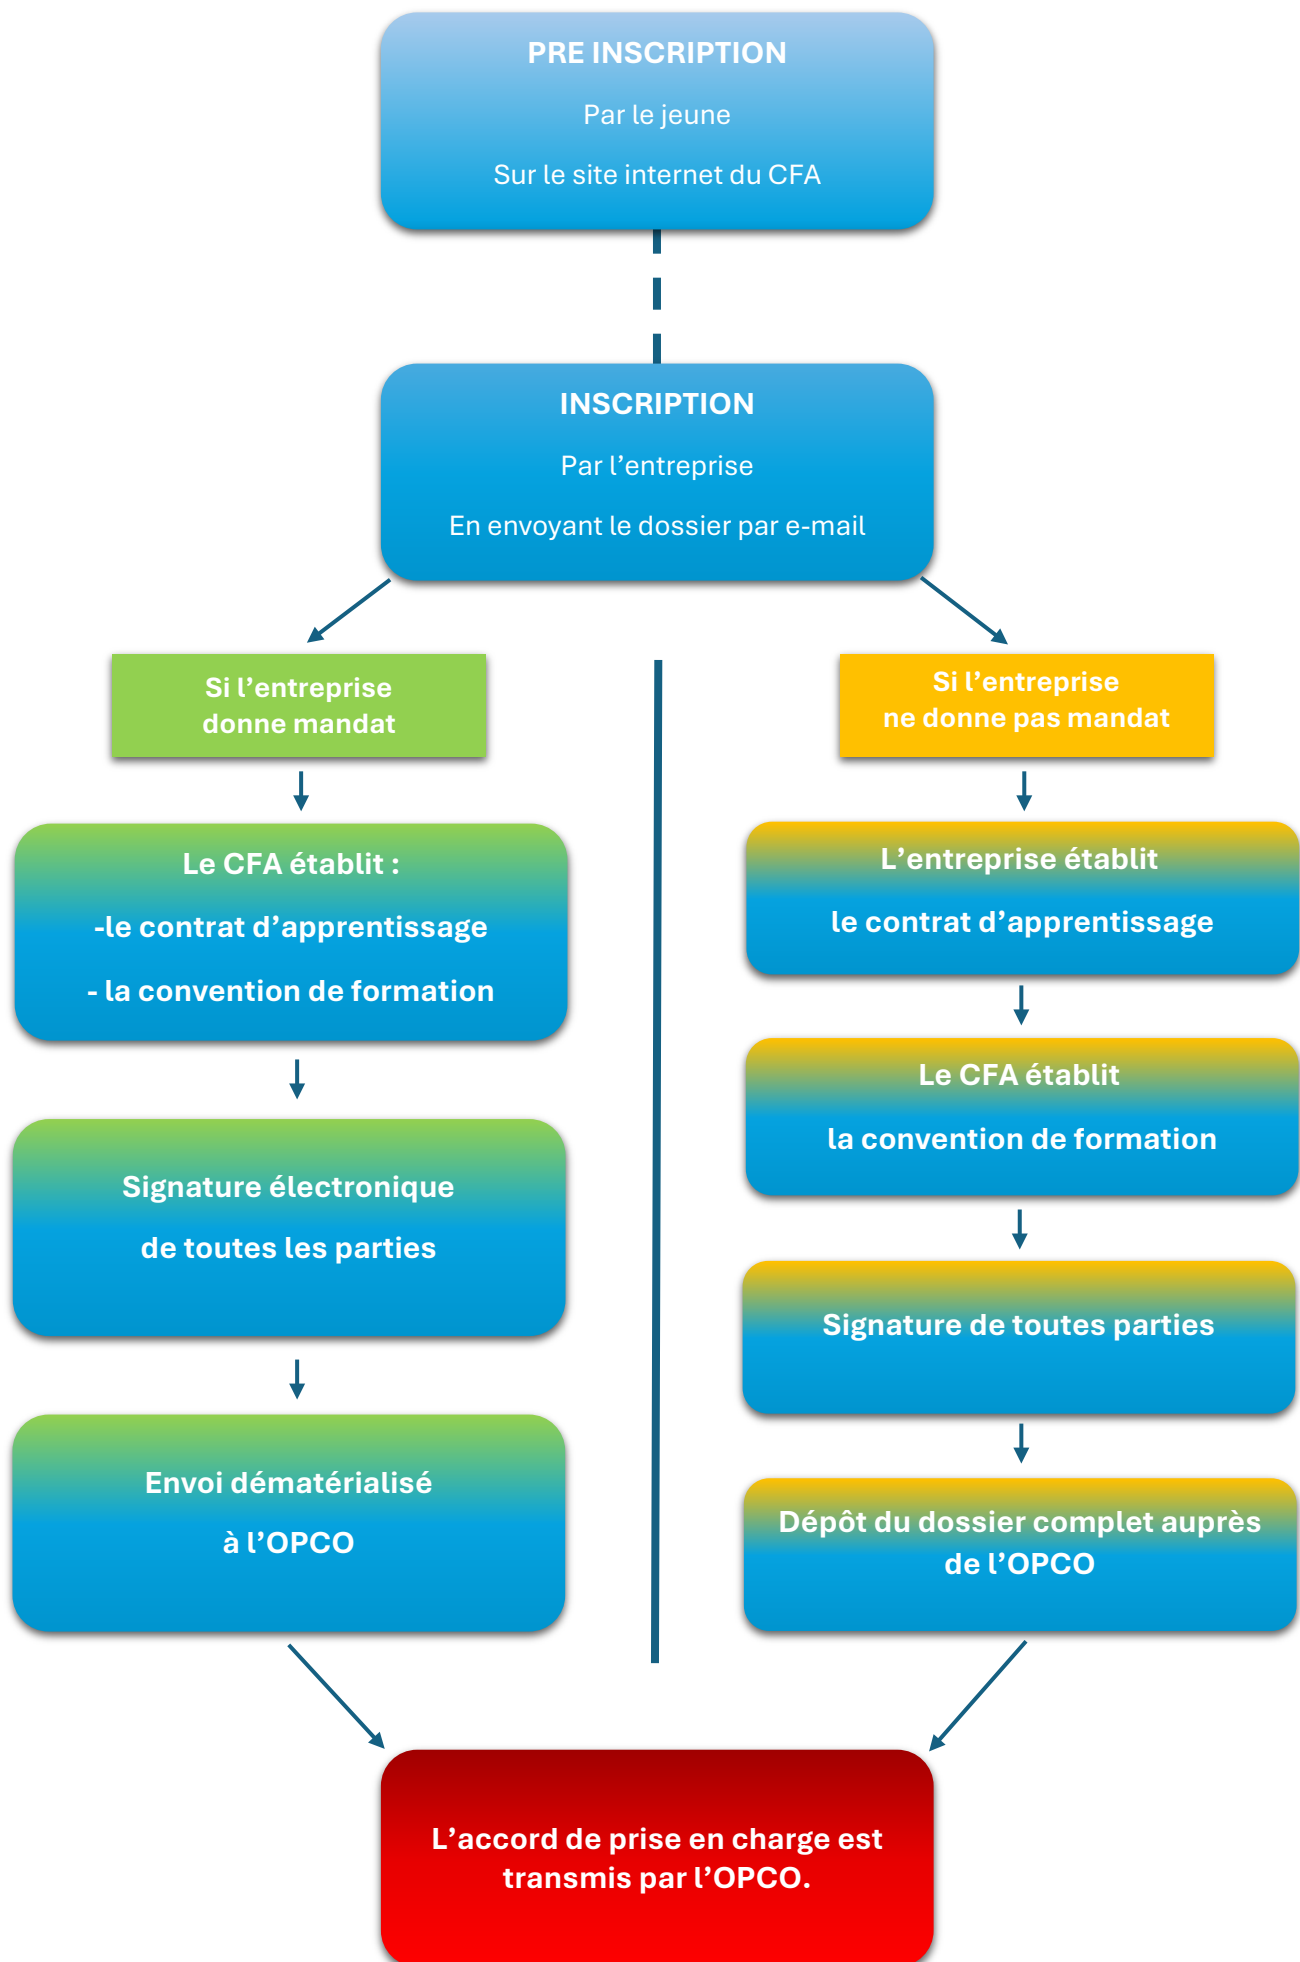 PRE INSCRIPTION
Par le jeune
Sur le site internet du CFA
INSCRIPTION
Par l’entreprise
En envoyant le dossier par e-mail
Si l’entreprise
donne mandat
Le CFA établit :
-le contrat d’apprentissage
- la convention de formation
Signature électronique
de toutes les parties
Envoi dématérialisé
à l’OPCO
Si l’entreprise
ne donne pas mandat
L’entreprise établit
le contrat d’apprentissage
Le CFA établit
la convention de formation
Signature de toutes parties
Dépôt du dossier complet auprès
de l’OPCO
L’accord de prise en charge est
transmis par l’OPCO.